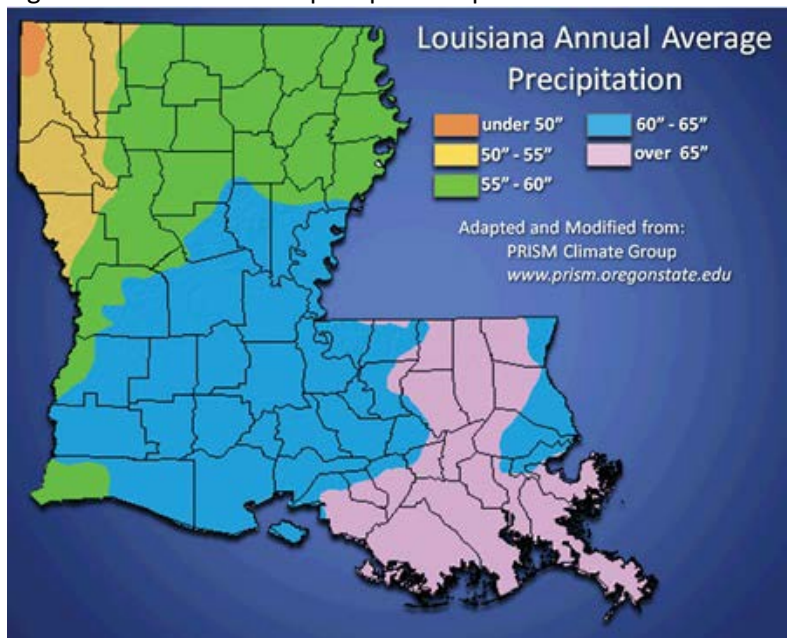 Louisiana Annual Average
Precipitation
under 50"
50" - 55"
55" - 60"
60" - 65"
over 65"
Adapted and Modified from:
PRISM Climate Group
www.prism.oregonstate.edu